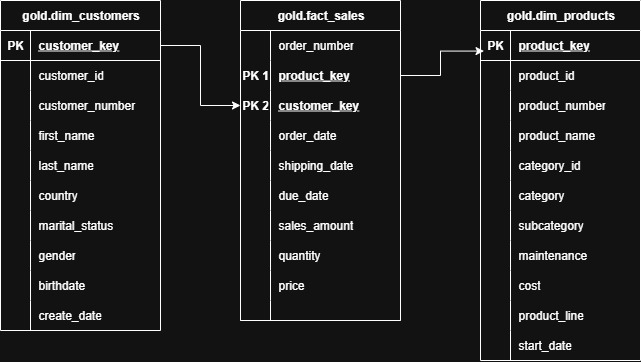 gold.dim_customers
PK customer_key
customer_id
customer_number
first_name
last_name
country
marital_status
gender
birthdate
create_date
gold.fact_sales
order_number
PK 1 product_key
PK 2 customer_key
order_date
shipping_date
due_date
sales_amount
quantity
price
gold.dim_products
PK product_key
product_id
product_number
product_name
category_id
category
subcategory
maintenance
cost
product_line
start_date